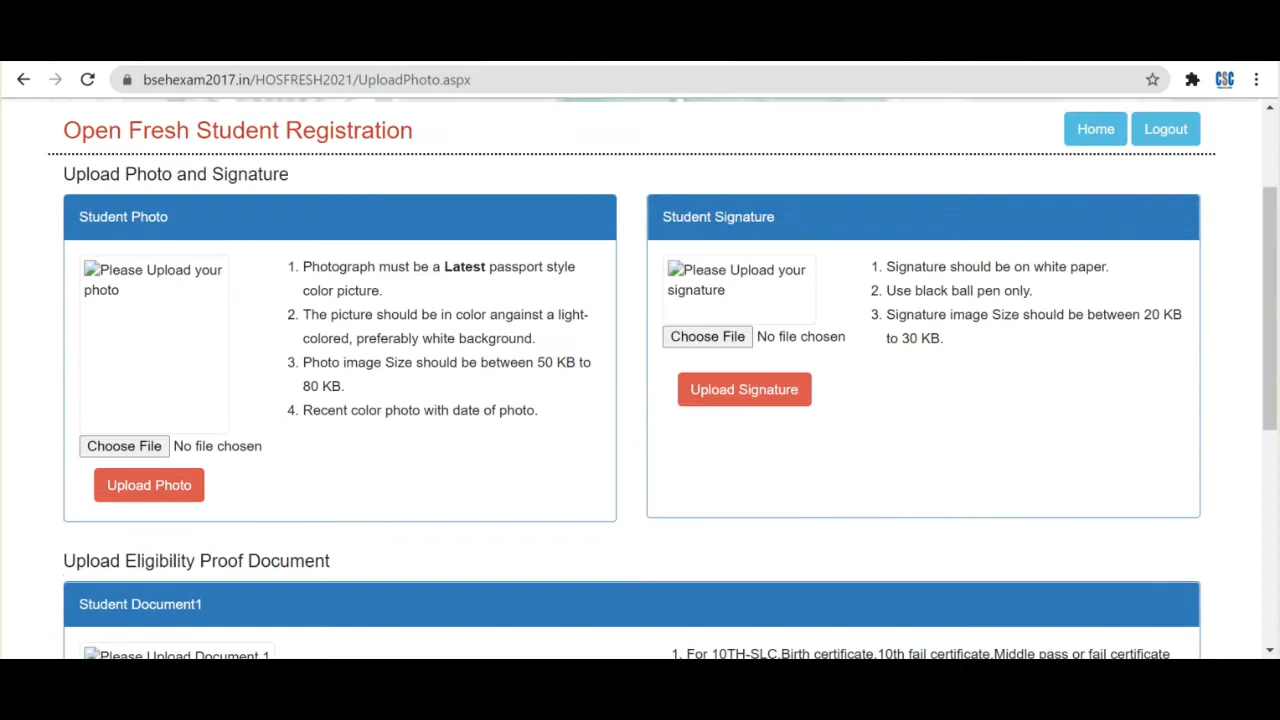 bsehexam2017.in/HOSFRESH2021/UploadPhoto.aspx
CSC
Open Fresh Student Registration
Home
Logout
Upload Photo and Signature
Student Photo
Please Upload your
photo
1. Photograph must be a Latest passport style
color picture.
2. The picture should be in color angainst a light-
colored, preferably white background.
3. Photo image Size should be between 50 KB to
80 KB.
4. Recent color photo with date of photo.
Choose File No file chosen
Upload Photo
Student Signature
Please Upload your
signature
Choose File No file chosen
Upload Signature
1. Signature should be on white paper.
2. Use black ball pen only.
3. Signature image Size should be between 20 KB
to 30 KB.
Upload Eligibility Proof Document
Student Document1
Please Upload Document 1
1. For 10TH-SLC,Birth certificate,10th fail certificate,Middle pass or fail certificate